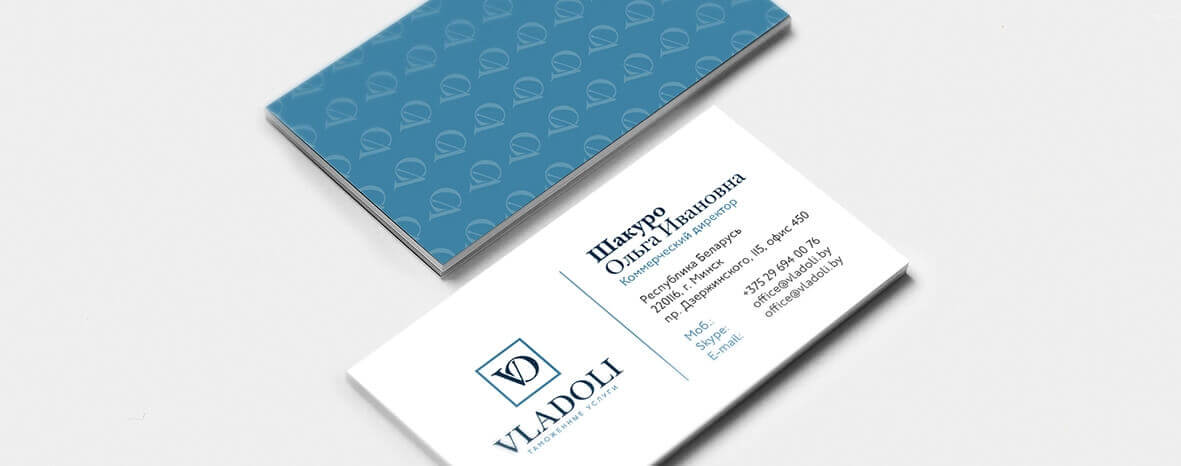 VD
VLADOLI
ТАМОЖЕННЫЕ УСЛУГИ
Шакуро
Ольга Ивановна
Коммерческий директор
Республика Беларусь
220116, г. Минск
пр. Дзержинского, 115, офис 450
Моб.: +375 29 694 00 76
Skype: office@vladoli.by
E-mail: office@vladoli.by